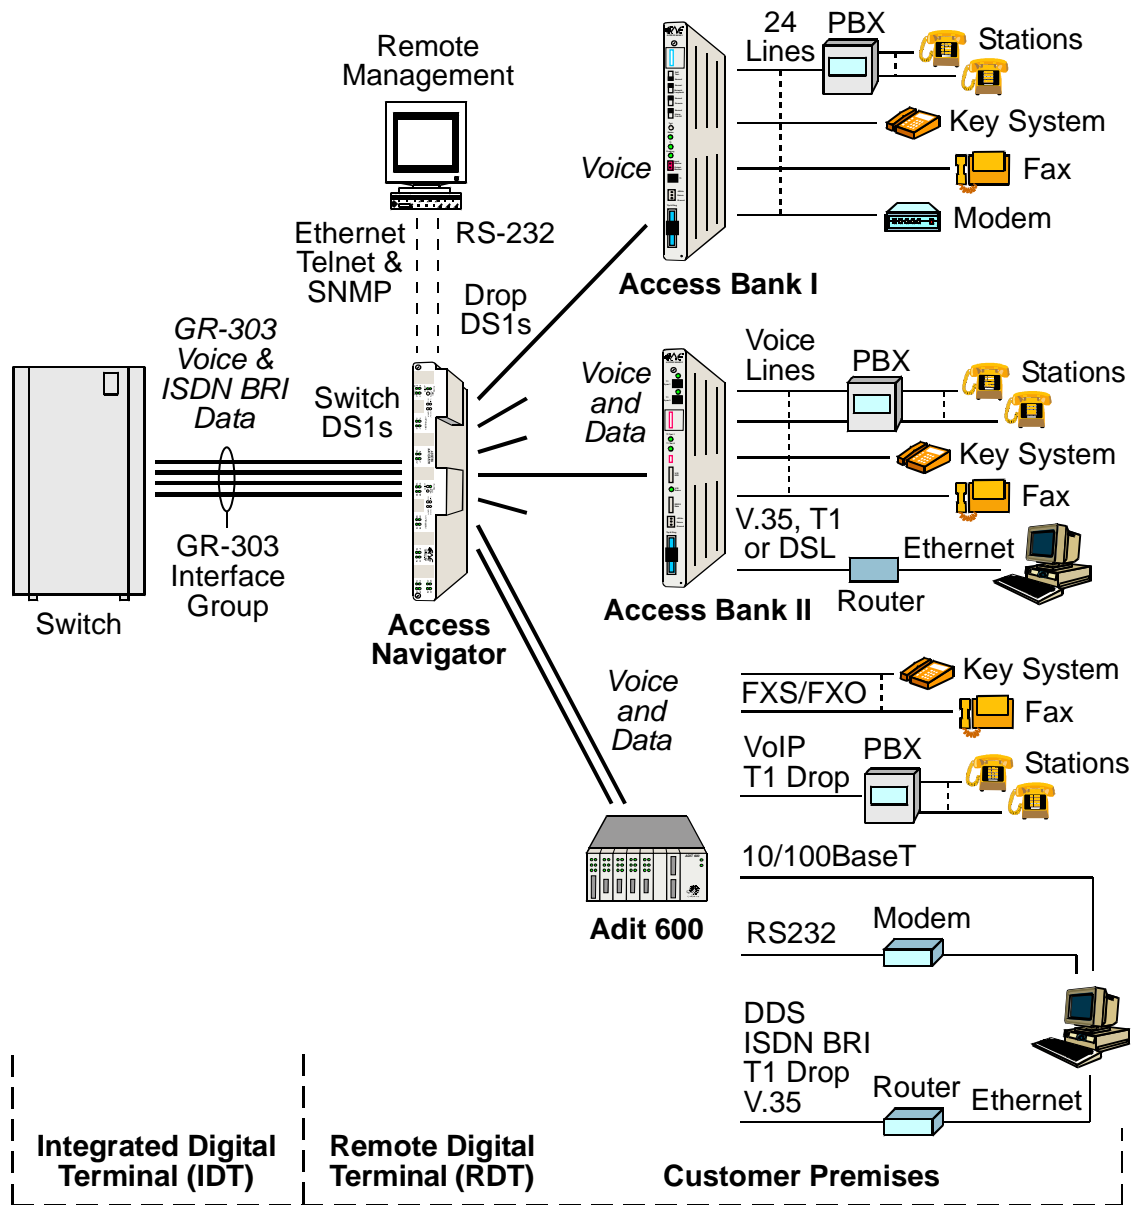 Remote
Management
Ethernet
Telnet &
SNMP
RS-232
Drop
DS1s
GR-303
Voice &
ISDN BRI
Data
Switch
DS1s
GR-303
Interface
Group
Switch
Access
Navigator
Voice
24
Lines
PBX
Stations
Key System
Fax
Modem
Access Bank I
Voice
and
Data
Voice
Lines
PBX
Stations
Key System
Fax
V.35, T1
or DSL
Ethernet
Router
Access Bank II
Voice
and
Data
Key System
FXS/FXO
Fax
VoIP
T1 Drop
PBX
Stations
10/100BaseT
ADIT 600
Adit 600
RS232
Modem
DDS
ISDN BRI
T1 Drop
V.35
Router
Ethernet
Integrated Digital
Terminal (IDT)
Remote Digital
Terminal (RDT)
Customer Premises